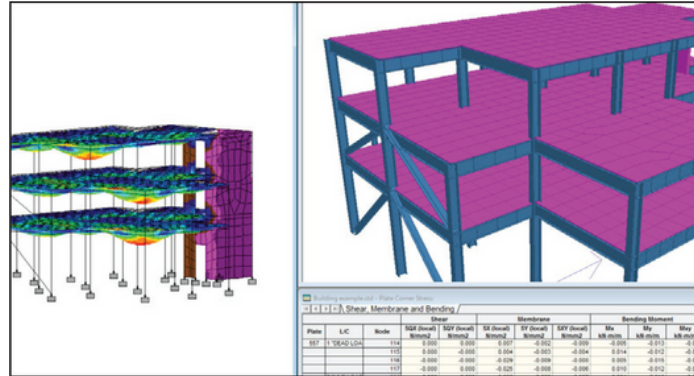 Building example.std - Plate Corner Stress
Shear, Membrane and Bending
Shear Membrane Bending Moment
Plate L/C Node SQX (local) N/mm2 SQY (local) N/mm2 SX (local) N/mm2 SY (local) N/mm2 SXY (local) N/mm2 Mx kN-m/m My kN-m/m Mxy
557 1 'DEAD LOA 114 0.000 0.000 0.007 -0.002 -0.009 -0.005 -0.013
115 0.000 -0.000 0.004 -0.003 -0.004 0.014 -0.012
116 -0.000 -0.000 -0.029 -0.009 -0.000 0.005 -0.015
117 -0.000 0.000 -0.025 -0.008 -0.006 0.010 -0.012